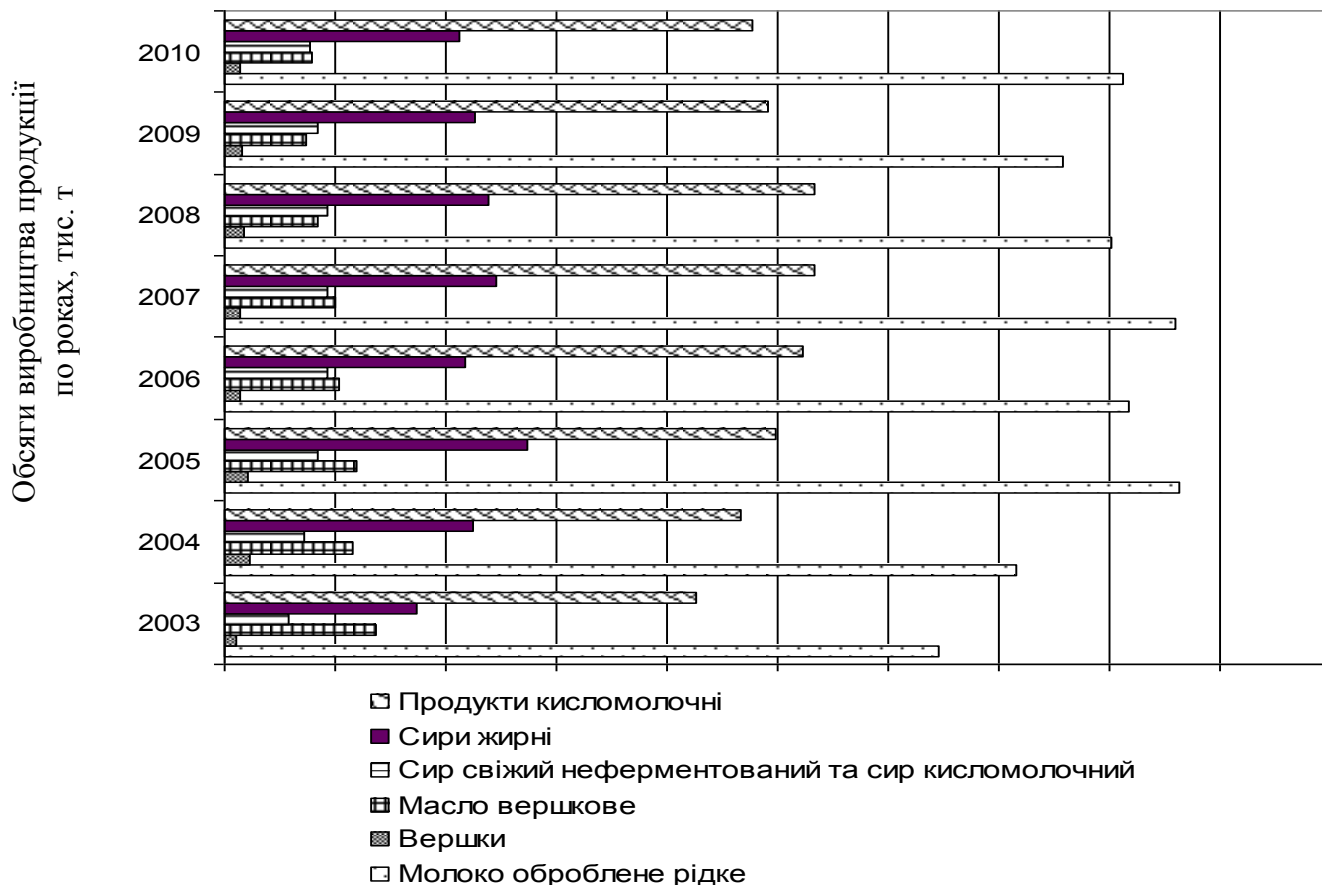 Обсяги виробництва продукції
по роках, тис. т
2010
2009
2008
2007
2006
2005
2004
2003
Продукти кисломолочні
Сири жирні
Сир свіжий неферментований та сир кисломолочний
Масло вершкове
Вершки
Молоко оброблене рідке